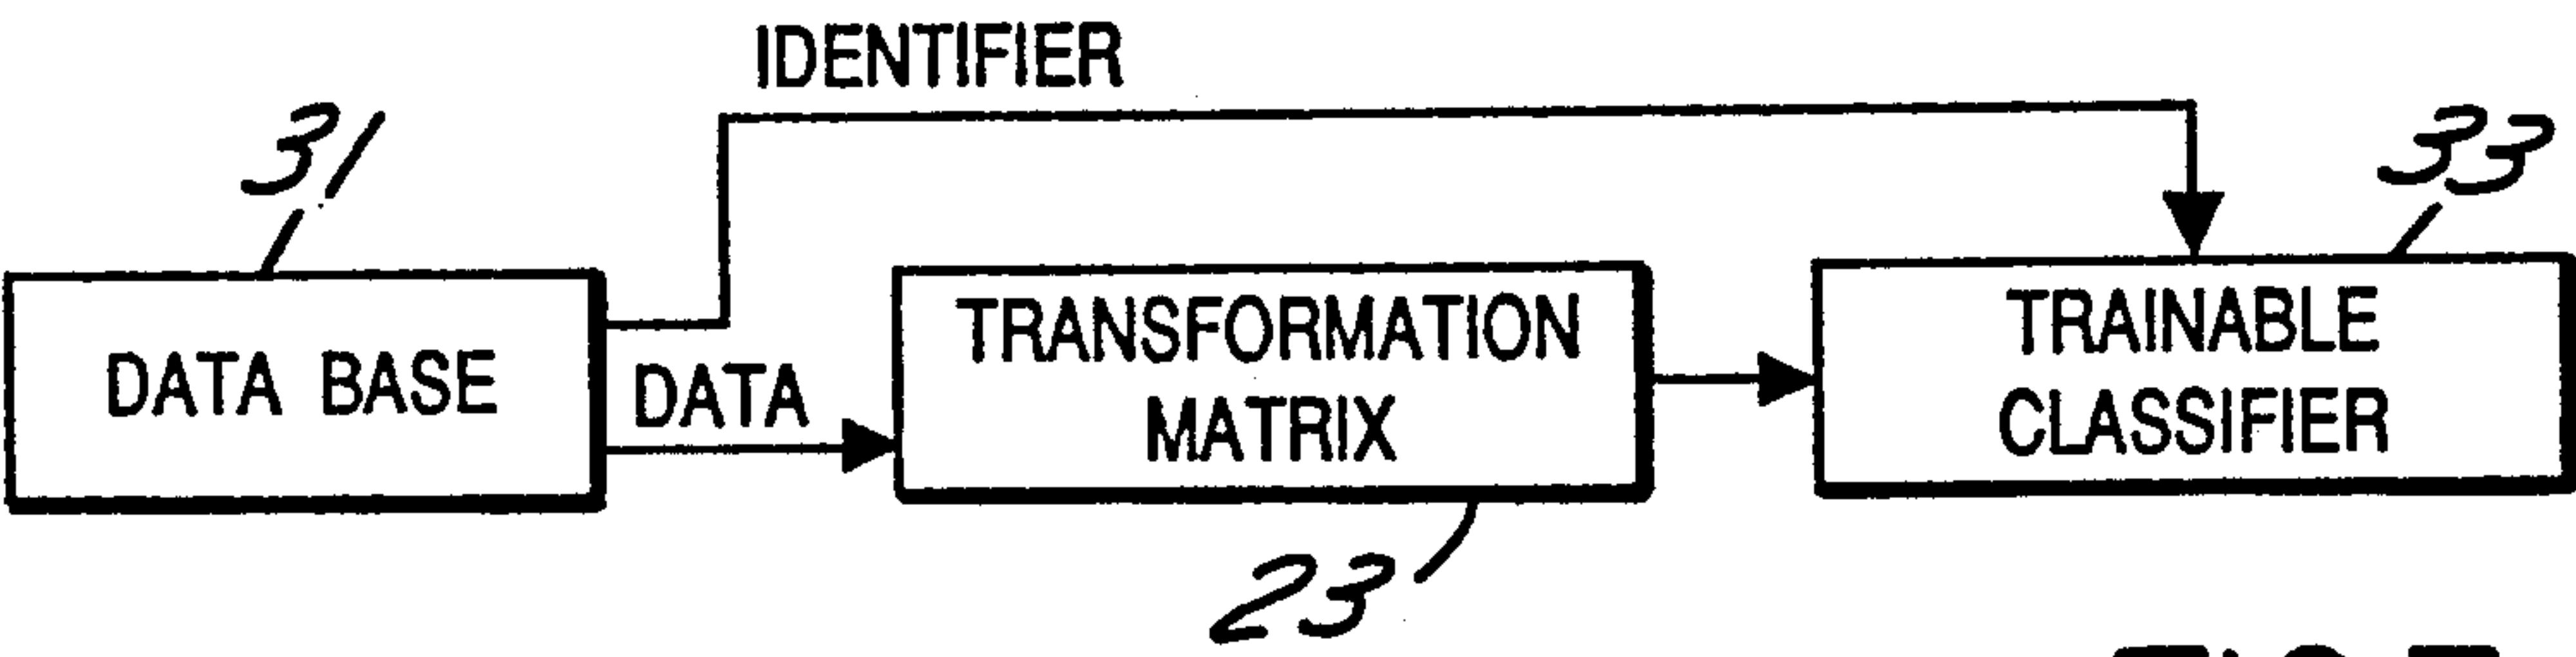 IDENTIFIER
31
33
DATA BASE
DATA
TRANSFORMATION
MATRIX
TRAINABLE
CLASSIFIER
23